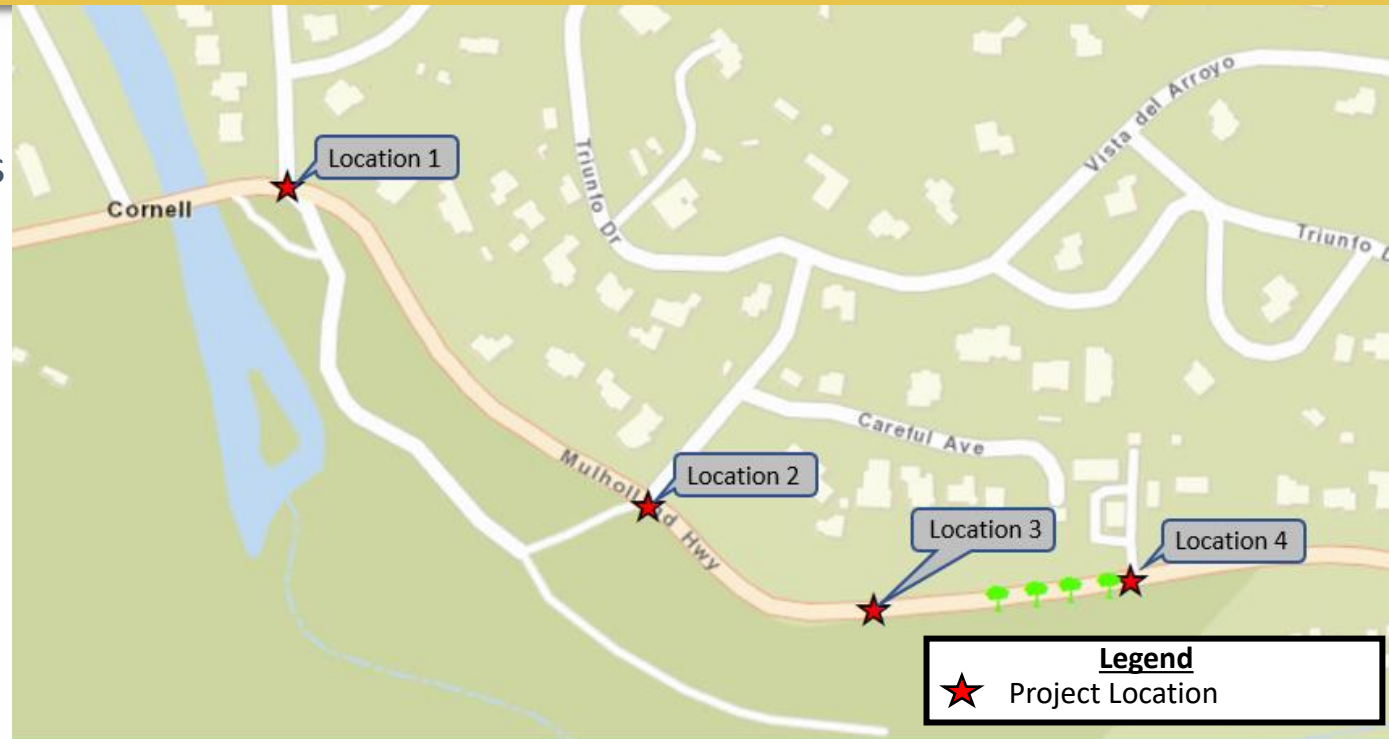 s
Location 1
Cornell
Triunfo Dr
Vista del Arroyo
Triunfo D
Careful Ave
Mulholland Hwy
Location 2
Location 3
Location 4
Legend
Project Location